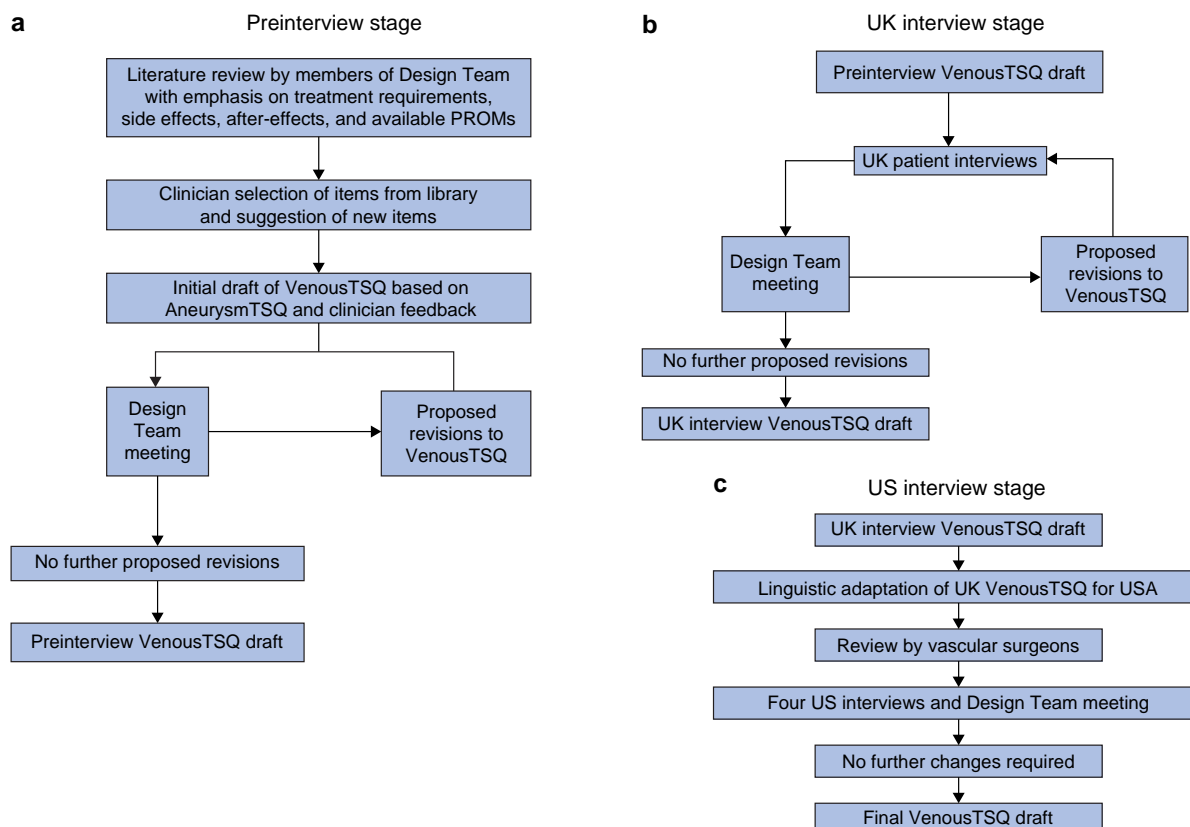 a
Preinterview stage
Literature review by members of Design Team
with emphasis on treatment requirements,
side effects, after-effects, and available PROMs
Clinician selection of items from library
and suggestion of new items
Initial draft of VenousTSQ based on
AneurysmTSQ and clinician feedback
Design
Team
meeting
Proposed
revisions to
VenousTSQ
No further proposed revisions
Preinterview VenousTSQ draft
b
UK interview stage
Preinterview VenousTSQ draft
UK patient interviews
Design Team
meeting
Proposed
revisions to
VenousTSQ
No further proposed revisions
UK interview VenousTSQ draft
c
US interview stage
UK interview VenousTSQ draft
Linguistic adaptation of UK VenousTSQ for USA
Review by vascular surgeons
Four US interviews and Design Team meeting
No further changes required
Final VenousTSQ draft